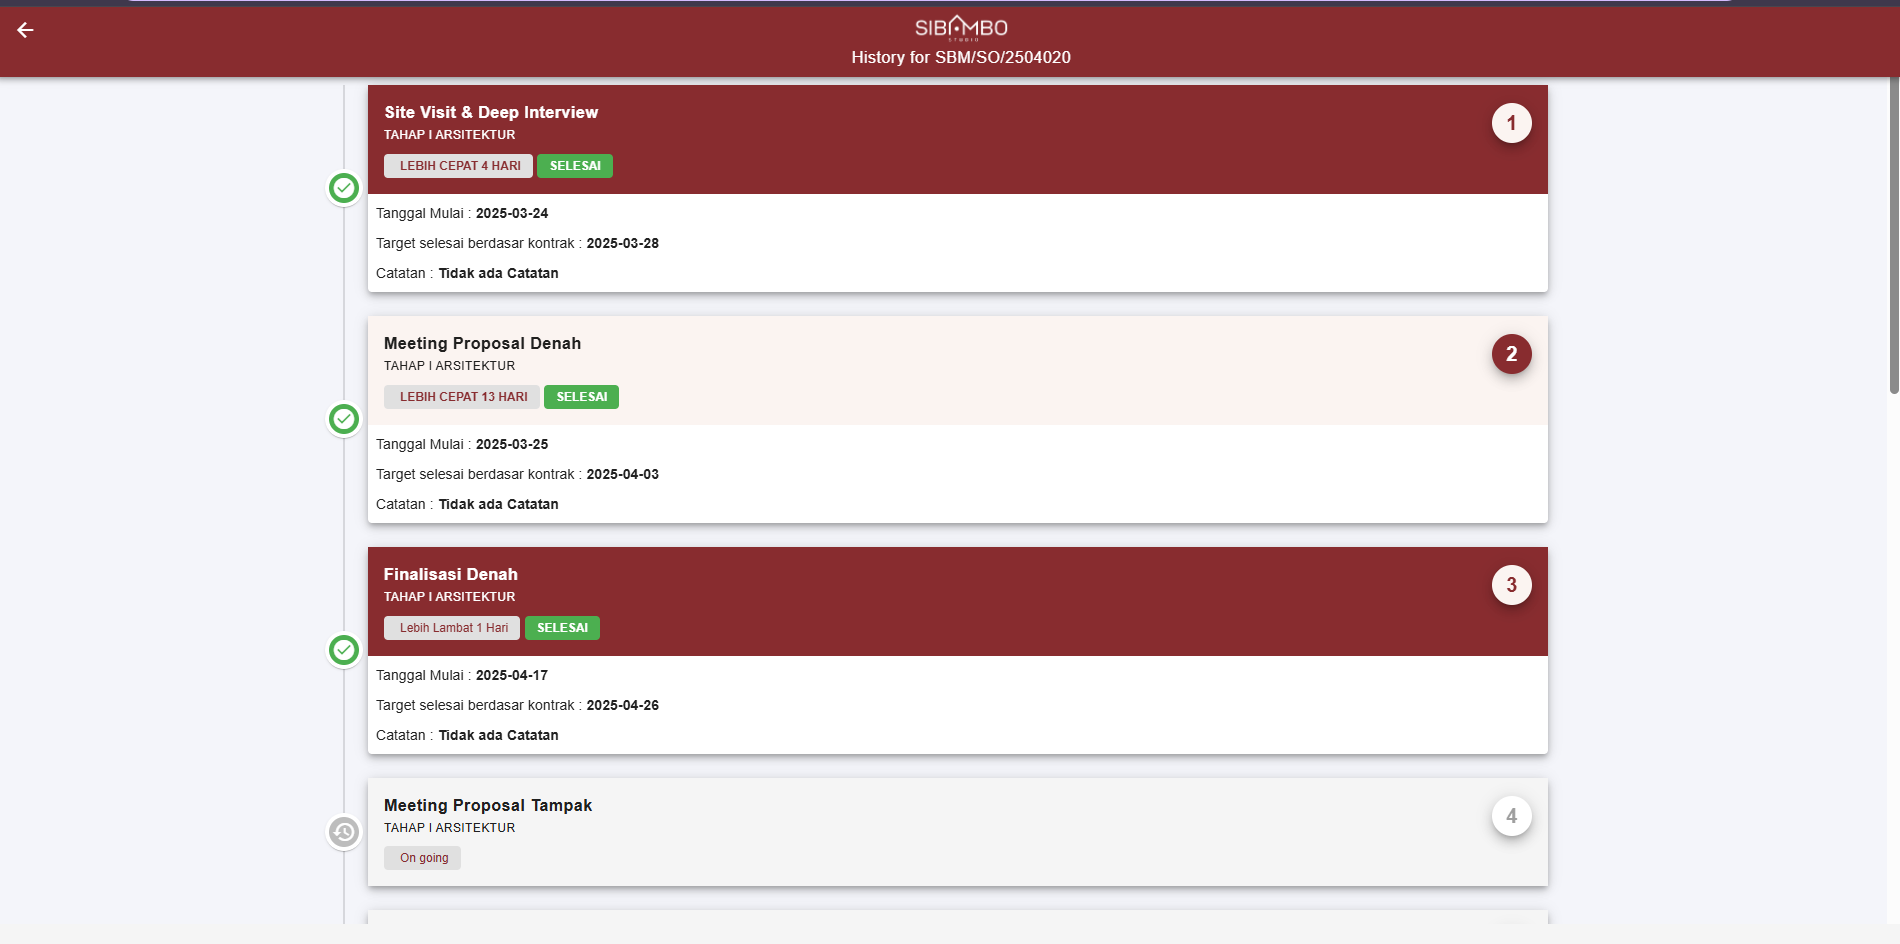 SIBAMBO
STUDIO
History for SBM/SO/2504020
Site Visit & Deep Interview
1
TAHAP I ARSITEKTUR
LEBIH CEPAT 4 HARI SELESAI
Tanggal Mulai : 2025-03-24
Target selesai berdasar kontrak : 2025-03-28
Catatan : Tidak ada Catatan
Meeting Proposal Denah
2
TAHAP I ARSITEKTUR
LEBIH CEPAT 13 HARI SELESAI
Tanggal Mulai : 2025-03-25
Target selesai berdasar kontrak : 2025-04-03
Catatan : Tidak ada Catatan
Finalisasi Denah
3
TAHAP I ARSITEKTUR
Lebih Lambat 1 Hari SELESAI
Tanggal Mulai : 2025-04-17
Target selesai berdasar kontrak : 2025-04-26
Catatan : Tidak ada Catatan
Meeting Proposal Tampak
4
TAHAP I ARSITEKTUR
On going